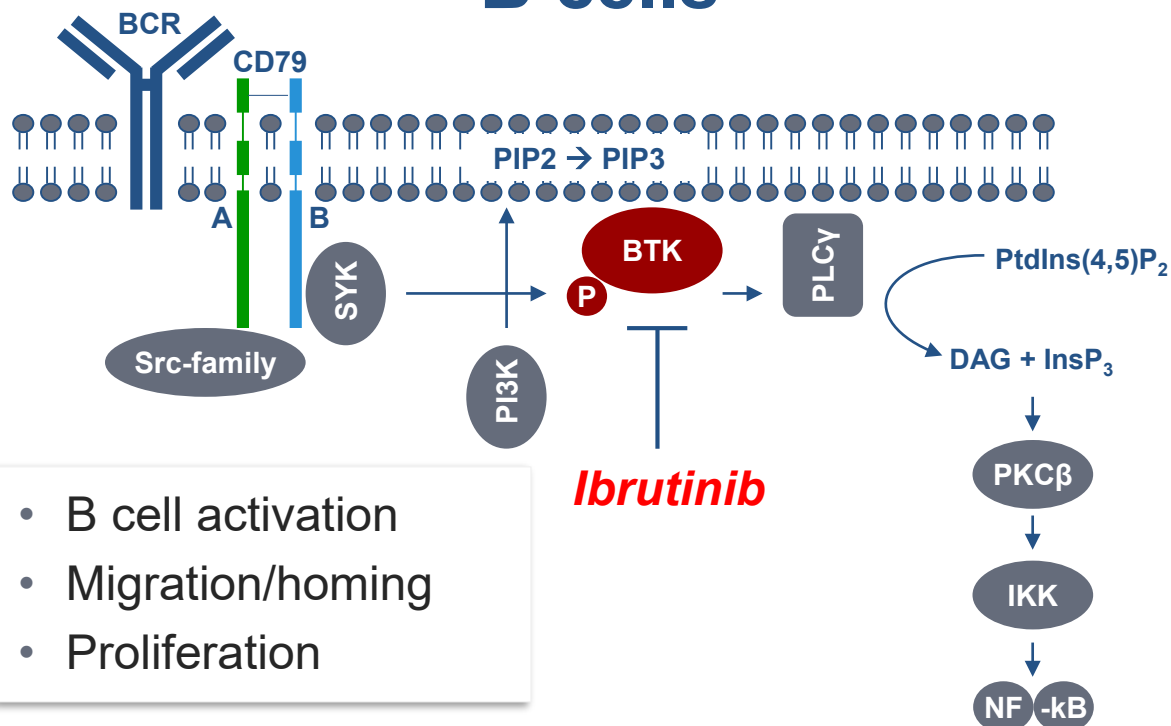 B cells
BCR
CD79
PIP2 → PIP3
A
B
SYK
BTK
P
PLCγ
PtdIns(4,5)P₂
Src-family
PI3K
DAG + InsP₃
Ibrutinib
PKCβ
IKK
NF -kB
• B cell activation
• Migration/homing
• Proliferation